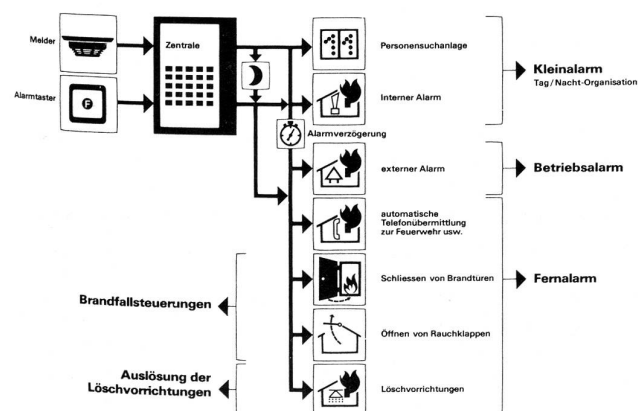 Melder
Zentrale
Alarmtaster
F
Personensuchanlage
Interner Alarm
Kleinalarm
Tag/Nacht-Organisation
Alarmverzögerung
externer Alarm
Betriebsalarm
automatische
Telefonübermittlung
zur Feuerwehr usw.
Schliessen von Brandtüren
Fernalarm
Brandfallsteuerungen
Öffnen von Rauchklappen
Auslösung der
Löschvorrichtungen
Löschvorrichtungen